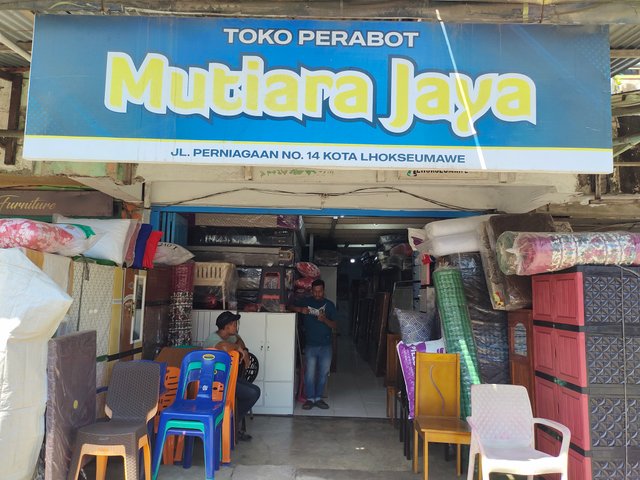 TOKO PERABOT
Mutiara Jaya
JL. PERNIAGAAN NO. 14 KOTA LHOKSEUMAWE
Furniture